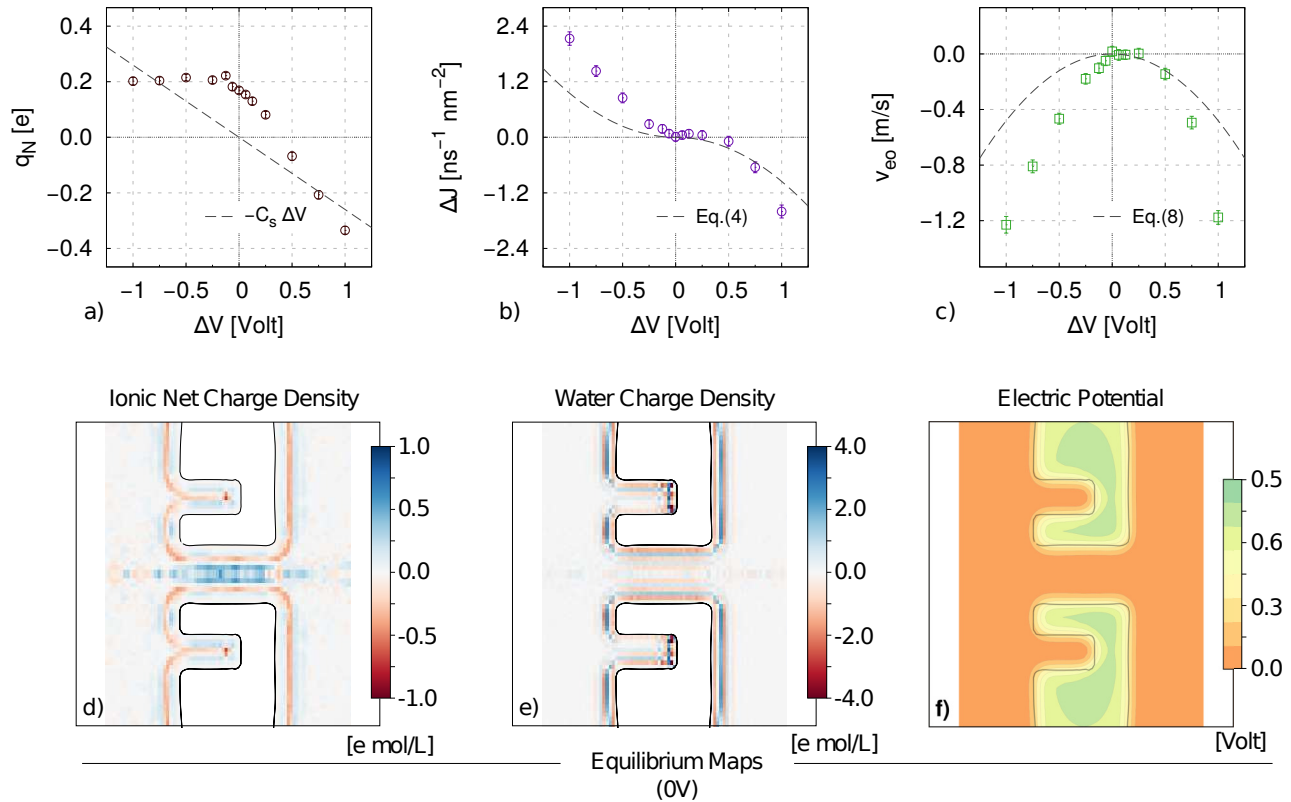 0.4
0.2
0.0
−0.2
−0.4
q_N [e]
−C_s ΔV
−1
−0.5
0
0.5
1
ΔV [Volt]
a)
2.4
1.2
0.0
−1.2
−2.4
ΔJ [ns⁻¹ nm⁻²]
Eq.(4)
−1
−0.5
0
0.5
1
ΔV [Volt]
b)
0.0
−0.4
−0.8
−1.2
v_eo [m/s]
Eq.(8)
−1
−0.5
0
0.5
1
ΔV [Volt]
c)
Ionic Net Charge Density
1.0
0.5
0.0
-0.5
-1.0
d)
[e mol/L]
Water Charge Density
4.0
2.0
0.0
-2.0
-4.0
e)
[e mol/L]
Electric Potential
0.5
0.6
0.3
0.0
f)
[Volt]
Equilibrium Maps
(0V)